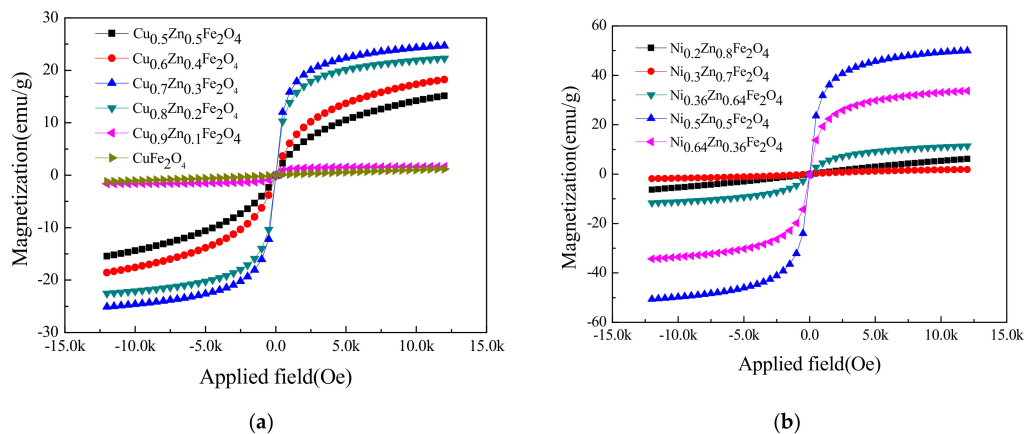 30
20
10
0
-10
-20
-30
-15.0k -10.0k -5.0k 0.0 5.0k 10.0k 15.0k
Magnetization(emu/g)
Applied field(Oe)
Cu0.5Zn0.5Fe2O4
Cu0.6Zn0.4Fe2O4
Cu0.7Zn0.3Fe2O4
Cu0.8Zn0.2Fe2O4
Cu0.9Zn0.1Fe2O4
CuFe2O4
(a)
60
40
20
0
-20
-40
-60
-15.0k -10.0k -5.0k 0.0 5.0k 10.0k 15.0k
Magnetization(emu/g)
Applied field(Oe)
Ni0.2Zn0.8Fe2O4
Ni0.3Zn0.7Fe2O4
Ni0.36Zn0.64Fe2O4
Ni0.5Zn0.5Fe2O4
Ni0.64Zn0.36Fe2O4
(b)